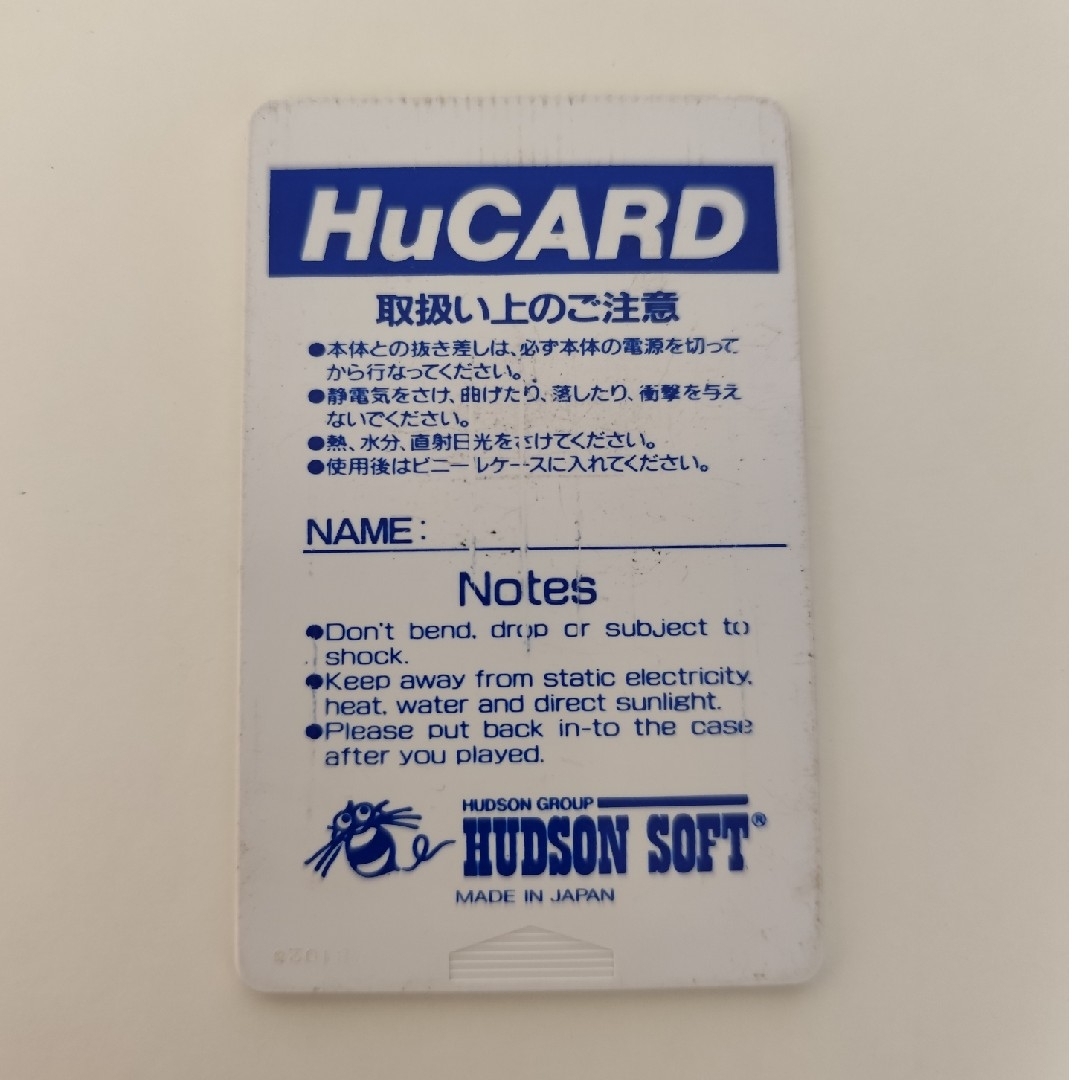 HuCARD
取扱い上のご注意
●本体との抜き差しは、必ず本体の電源を切って
から行なってください。
●静電気をさけ、曲げたり、落したり、衝撃を与え
ないでください。
●熱、水分、直射日光をさけてください。
●使用後はビニールケースに入れてください。
NAME:
Notes
●Don't bend, drop or subject to
shock.
●Keep away from static electricity,
heat, water and direct sunlight.
●Please put back in-to the case
after you played.
HUDSON GROUP
HUDSON SOFT®
MADE IN JAPAN